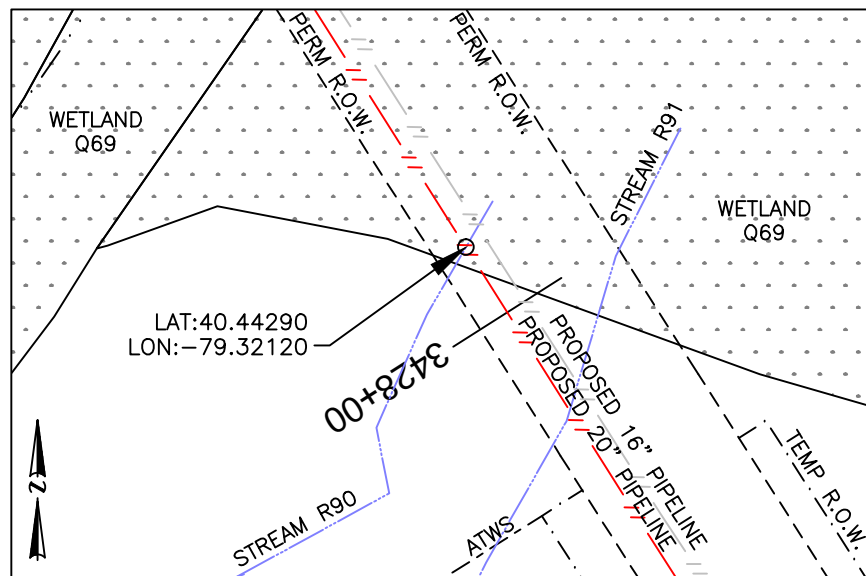 PERM R.O.W.
PERM R.O.W.
WETLAND
Q69
STREAM R91
WETLAND
Q69
LAT:40.44290
LON:-79.32120
3428+00
PROPOSED 16" PIPELINE
PROPOSED 20" PIPELINE
TEMP R.O.W.
STREAM R90
ATWS
N